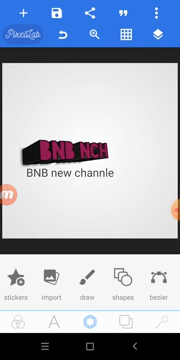 PixelLab
BNB NCH
BNB new channle
stickers
import
draw
shapes
bezier